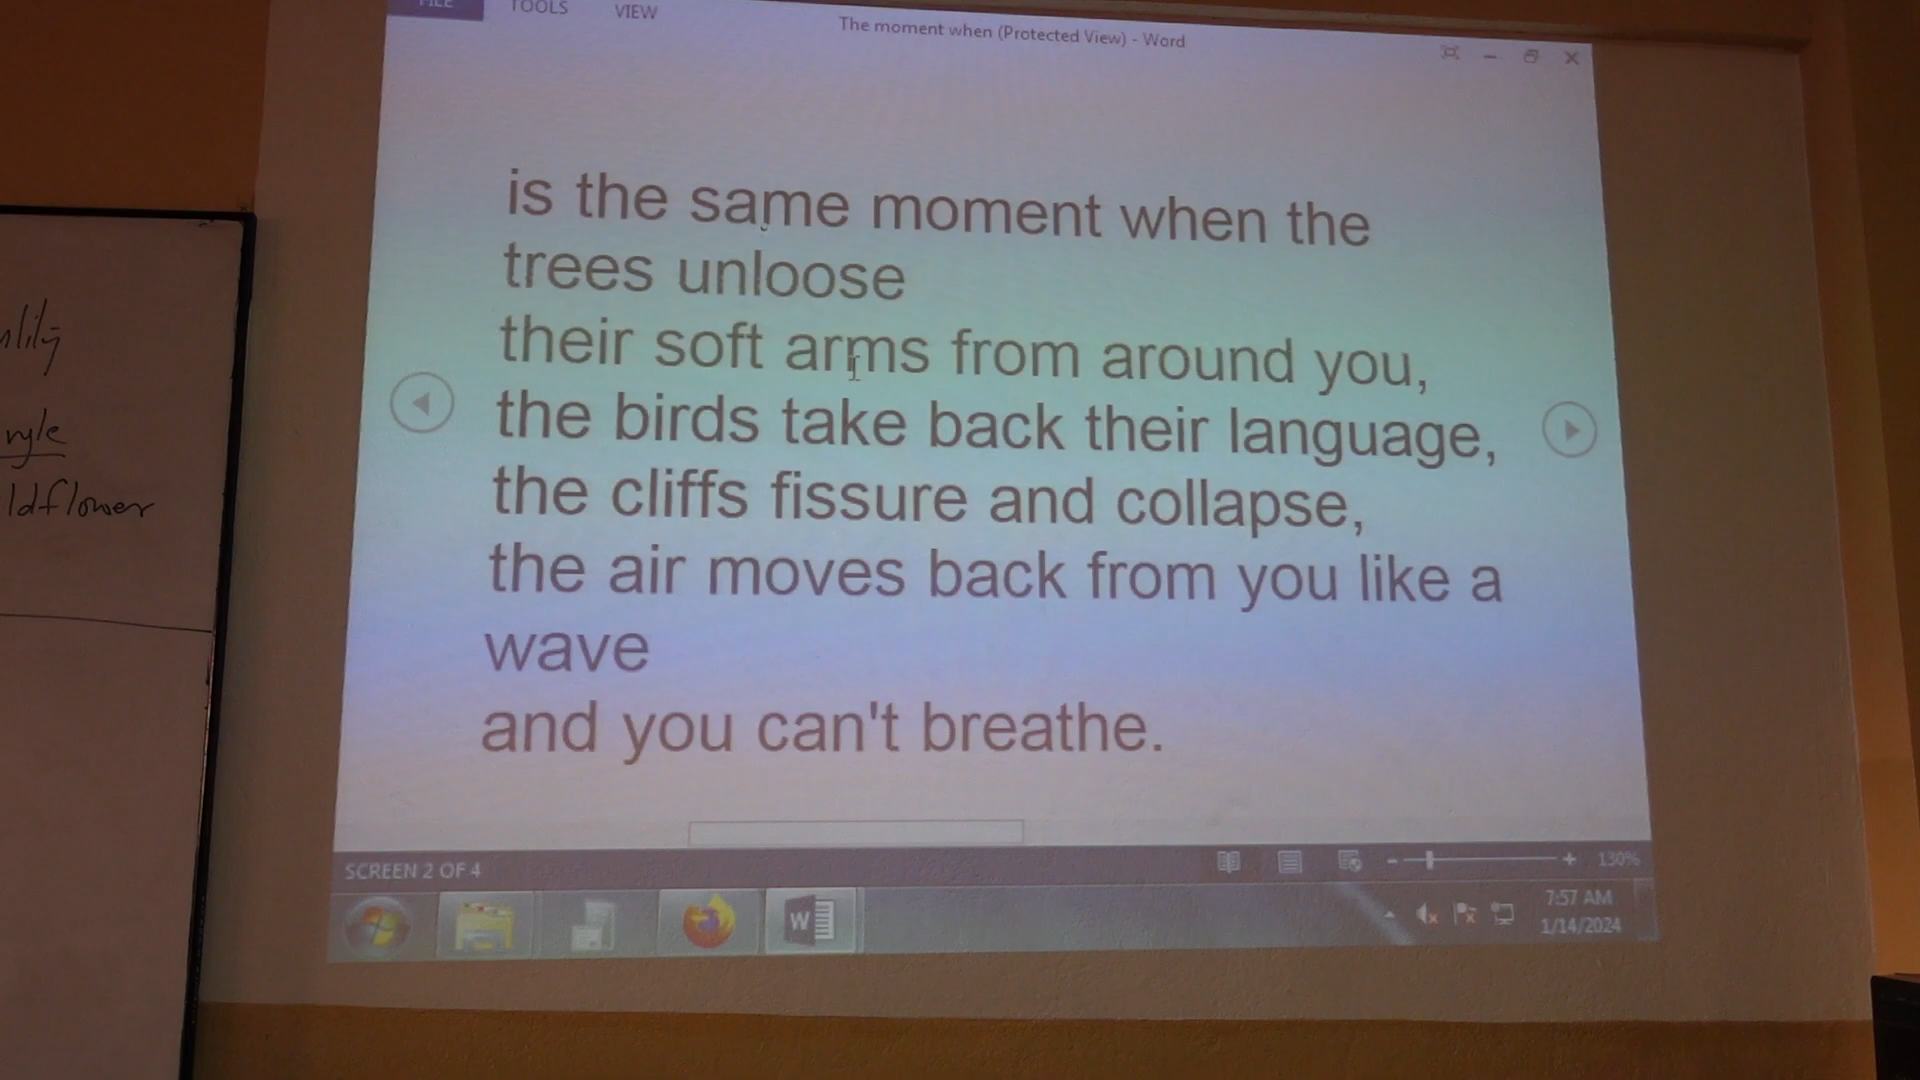 FILE TOOLS VIEW
The moment when (Protected View) - Word
is the same moment when the
trees unloose
their soft arms from around you,
the birds take back their language,
the cliffs fissure and collapse,
the air moves back from you like a
wave
and you can't breathe.
SCREEN 2 OF 4
130%
7:57 AM
1/14/2024
ldflower